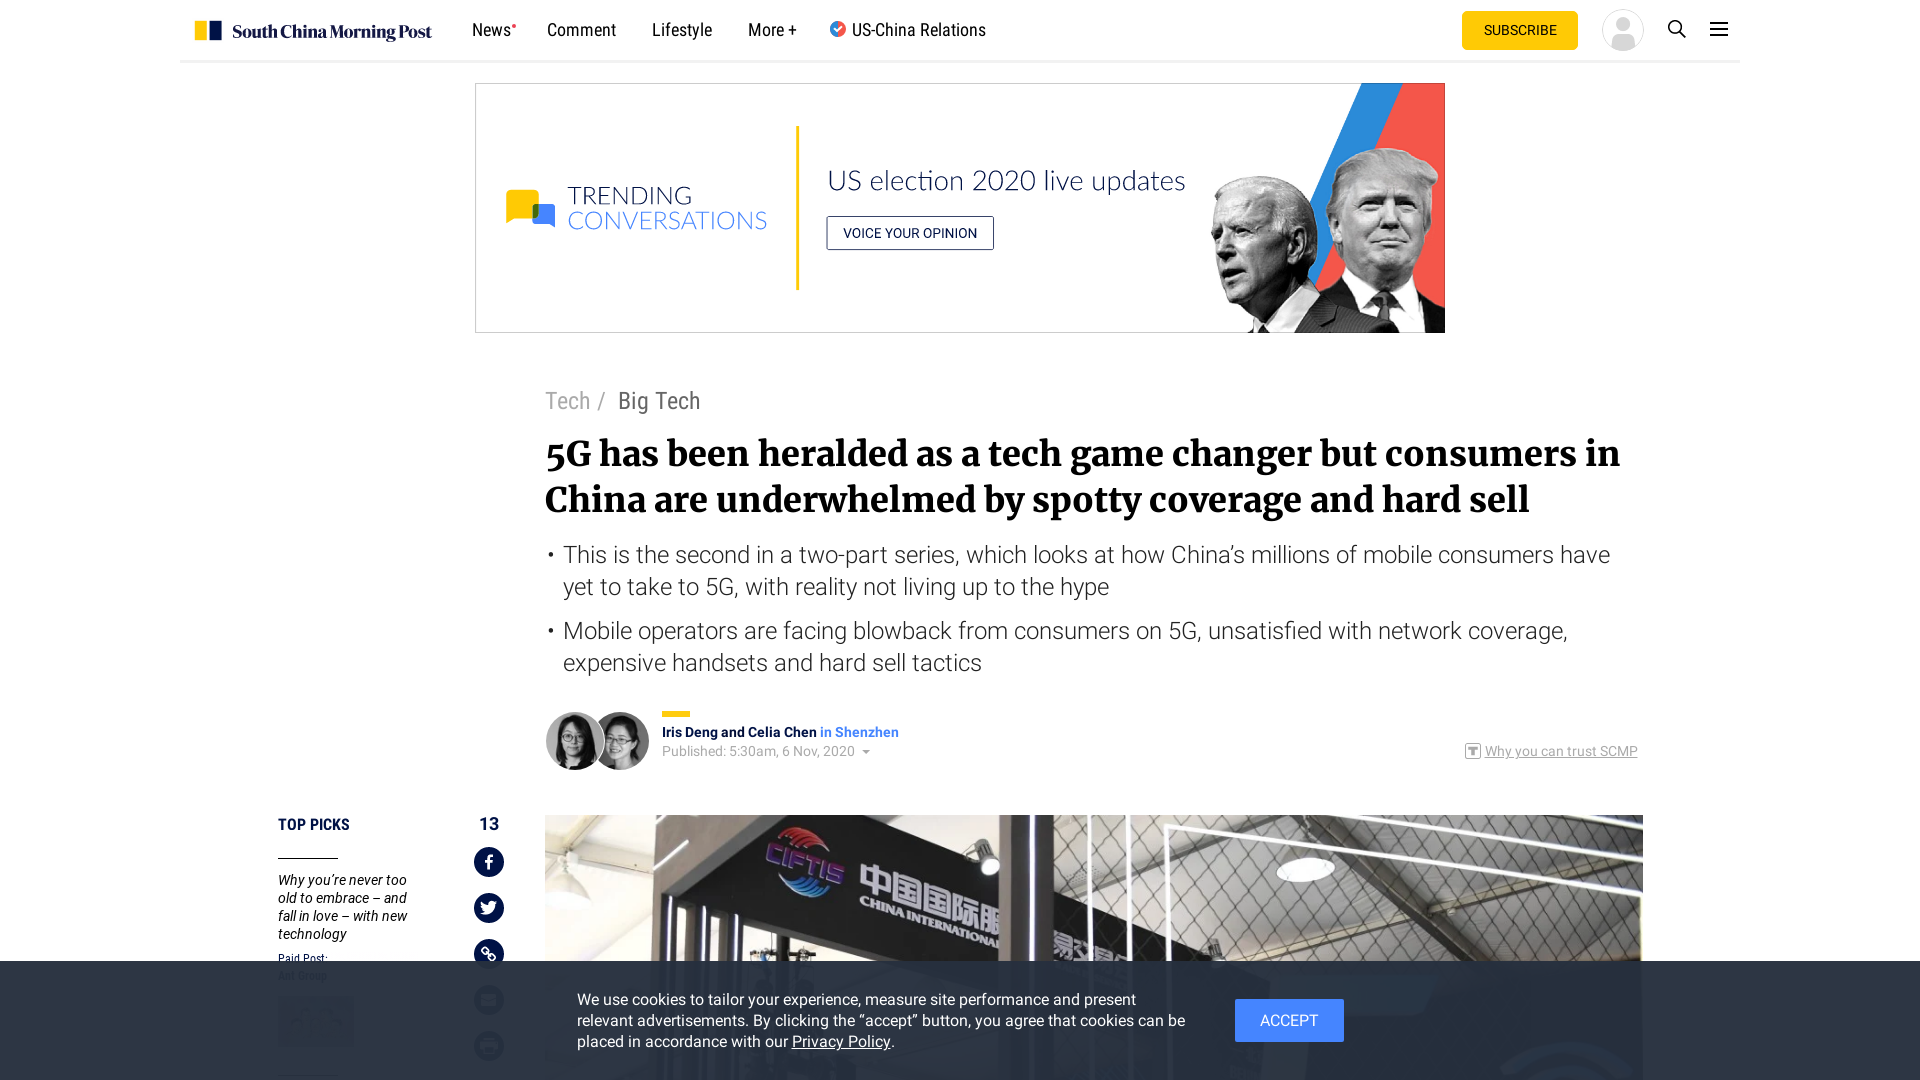 South China Morning Post
News
Comment
Lifestyle
More +
US-China Relations
SUBSCRIBE
TRENDING
CONVERSATIONS
US election 2020 live updates
VOICE YOUR OPINION
Tech / Big Tech
5G has been heralded as a tech game changer but consumers in
China are underwhelmed by spotty coverage and hard sell
• This is the second in a two-part series, which looks at how China’s millions of mobile consumers have
yet to take to 5G, with reality not living up to the hype
• Mobile operators are facing blowback from consumers on 5G, unsatisfied with network coverage,
expensive handsets and hard sell tactics
Iris Deng and Celia Chen in Shenzhen
Published: 5:30am, 6 Nov, 2020
Why you can trust SCMP
TOP PICKS
Why you’re never too
old to embrace – and
fall in love – with new
technology
Paid Post:
13
CIFTIS
中国国际服
CHINA INTERNATIONAL
We use cookies to tailor your experience, measure site performance and present
relevant advertisements. By clicking the “accept” button, you agree that cookies can be
placed in accordance with our Privacy Policy.
ACCEPT